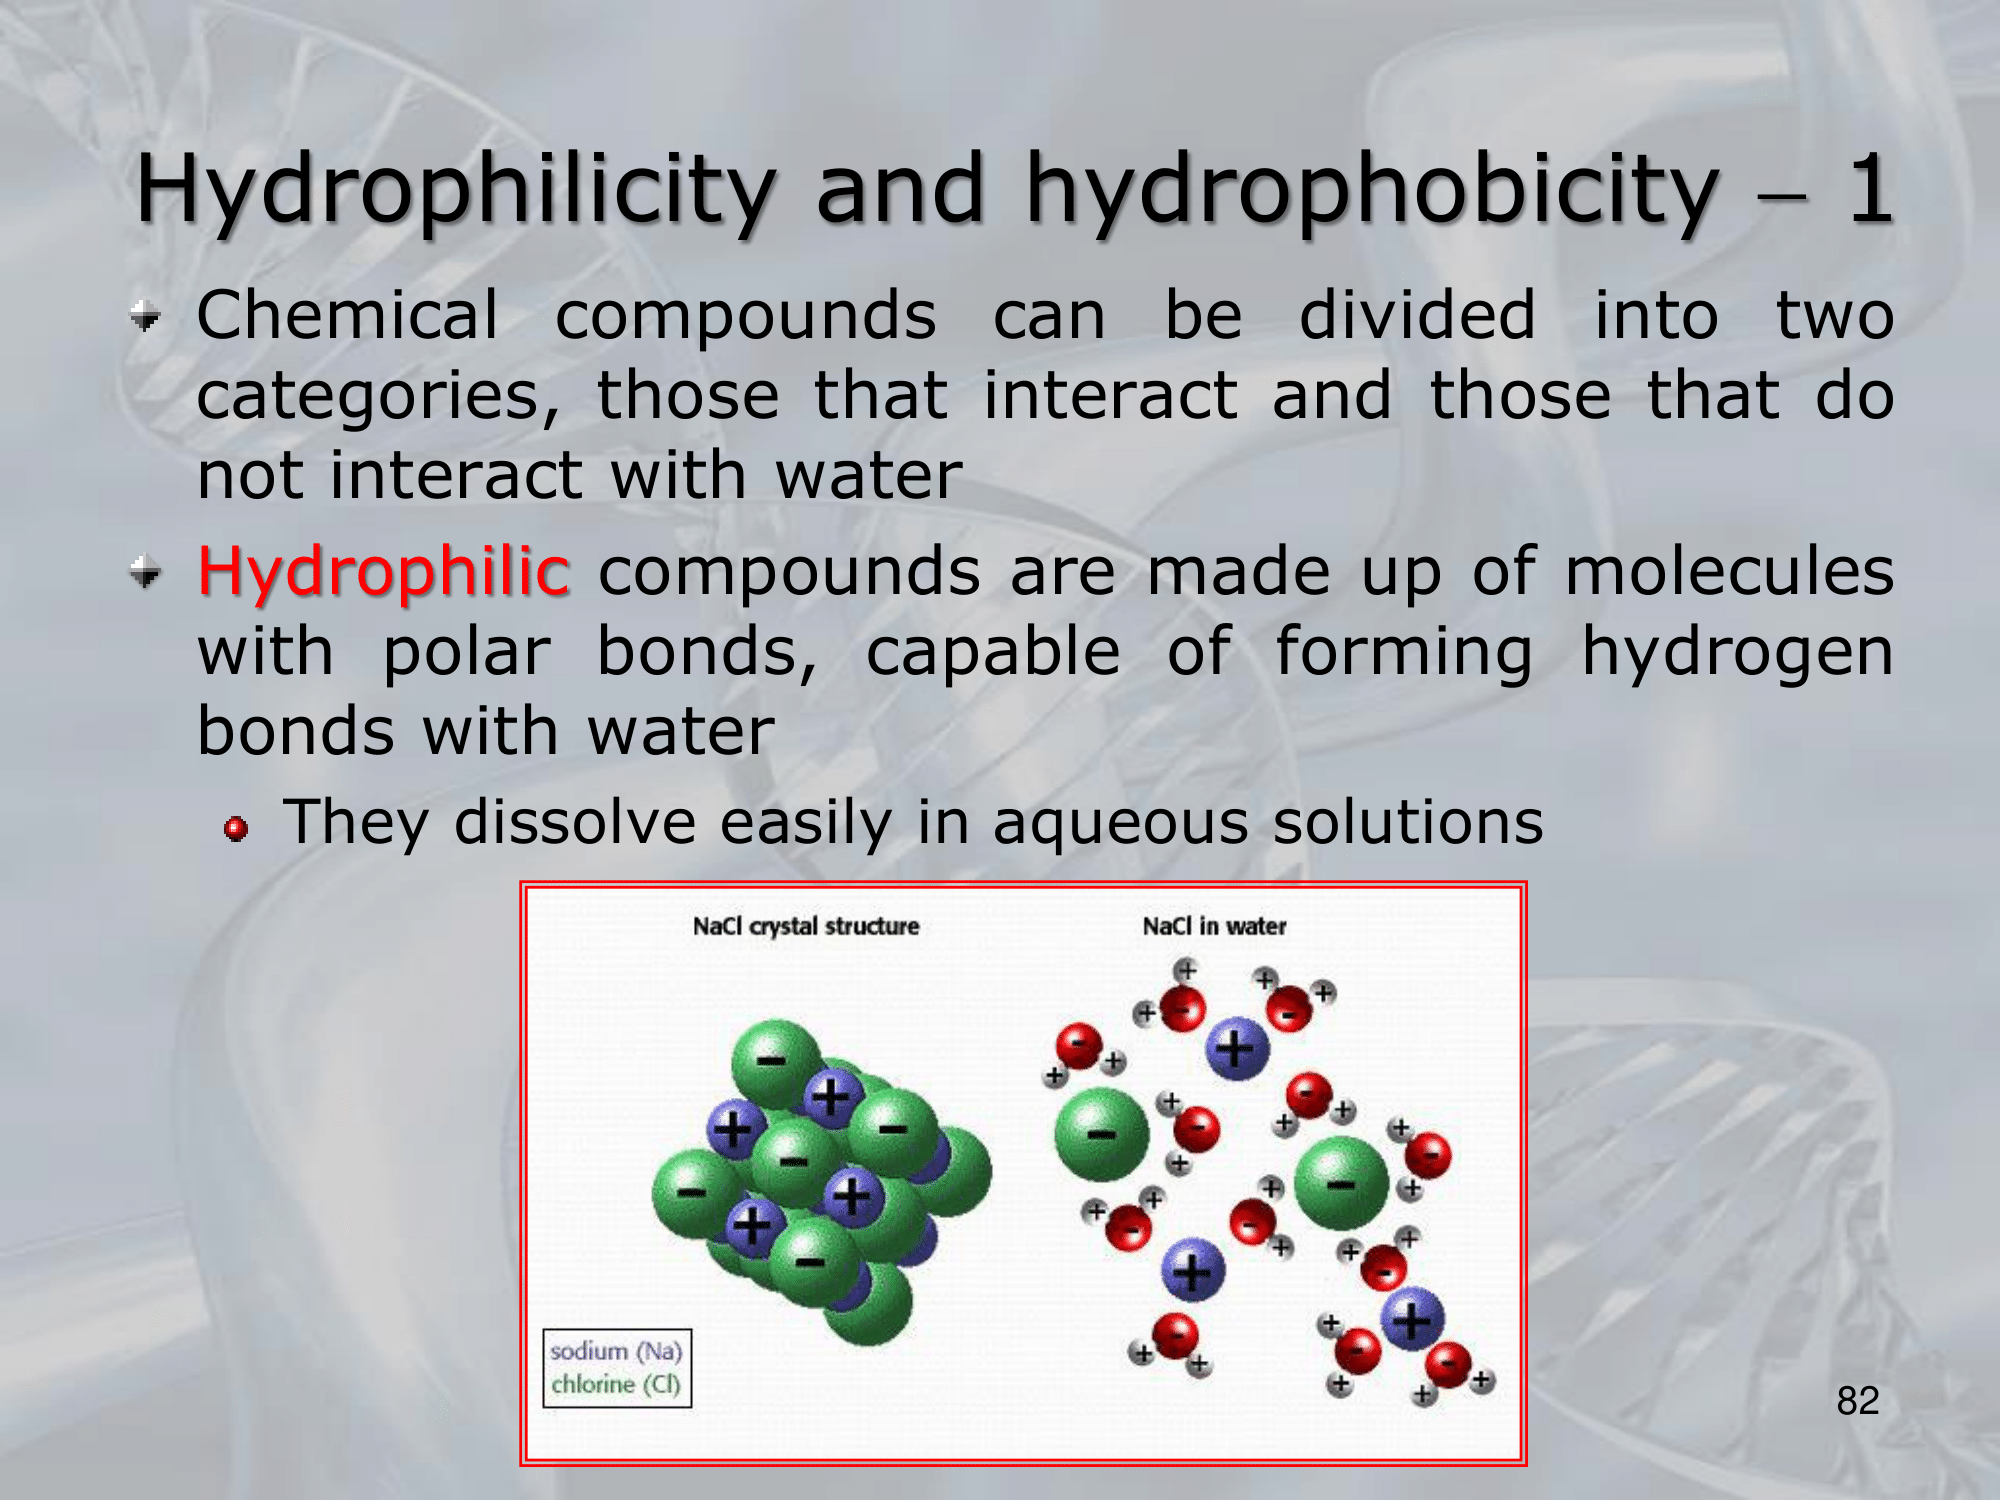 Hydrophilicity and hydrophobicity – 1
Chemical compounds can be divided into two
categories, those that interact and those that do
not interact with water
Hydrophilic compounds are made up of molecules
with polar bonds, capable of forming hydrogen
bonds with water
They dissolve easily in aqueous solutions
NaCl crystal structure
NaCl in water
sodium (Na)
chlorine (Cl)
82